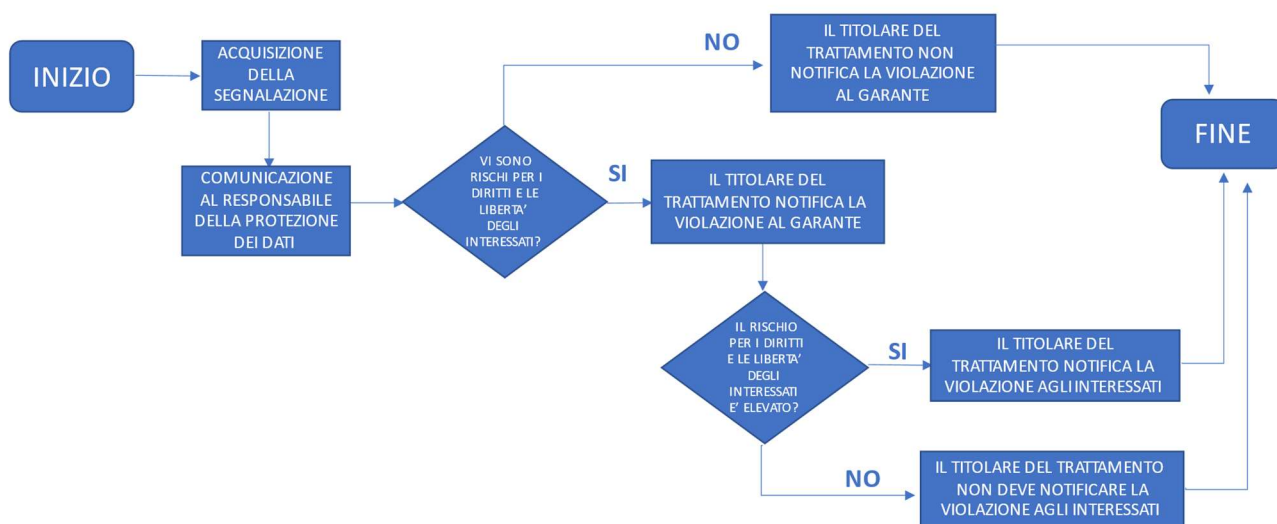 INIZIO
ACQUISIZIONE
DELLA
SEGNALAZIONE
COMUNICAZIONE
AL RESPONSABILE
DELLA PROTEZIONE
DEI DATI
VI SONO
RISCHI PER I
DIRITTI E LE
LIBERTA’
DEGLI
INTERESSATI?
NO
IL TITOLARE DEL
TRATTAMENTO NON
NOTIFICA LA VIOLAZIONE
AL GARANTE
SI
IL TITOLARE DEL
TRATTAMENTO NOTIFICA LA
VIOLAZIONE AL GARANTE
IL RISCHIO
PER I DIRITTI
E LE LIBERTA’
DEGLI
INTERESSATI
E’ ELEVATO?
SI
IL TITOLARE DEL
TRATTAMENTO NOTIFICA LA
VIOLAZIONE AGLI INTERESSATI
NO
IL TITOLARE DEL TRATTAMENTO
NON DEVE NOTIFICARE LA
VIOLAZIONE AGLI INTERESSATI
FINE